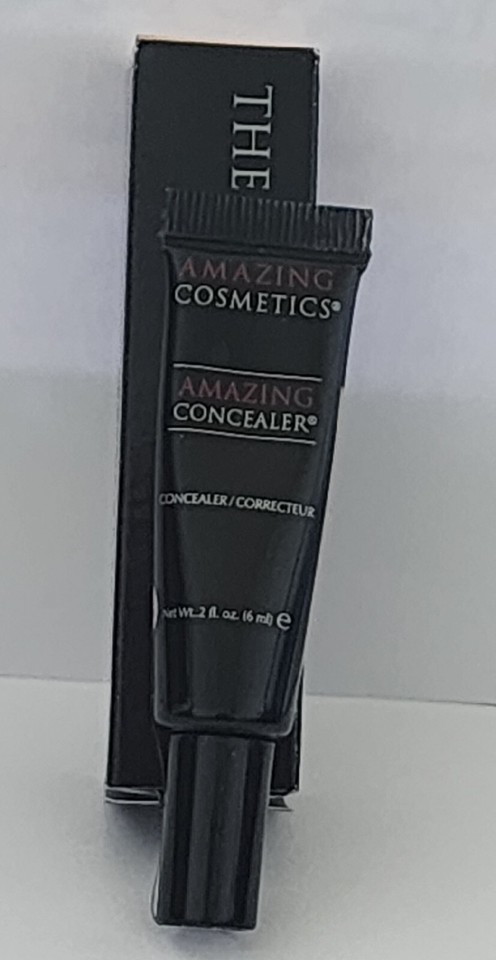 THE
AMAZING
COSMETICS®
AMAZING
CONCEALER®
CONCEALER/CORRECTEUR
Net Wt..2 fl. oz. (6 ml) e